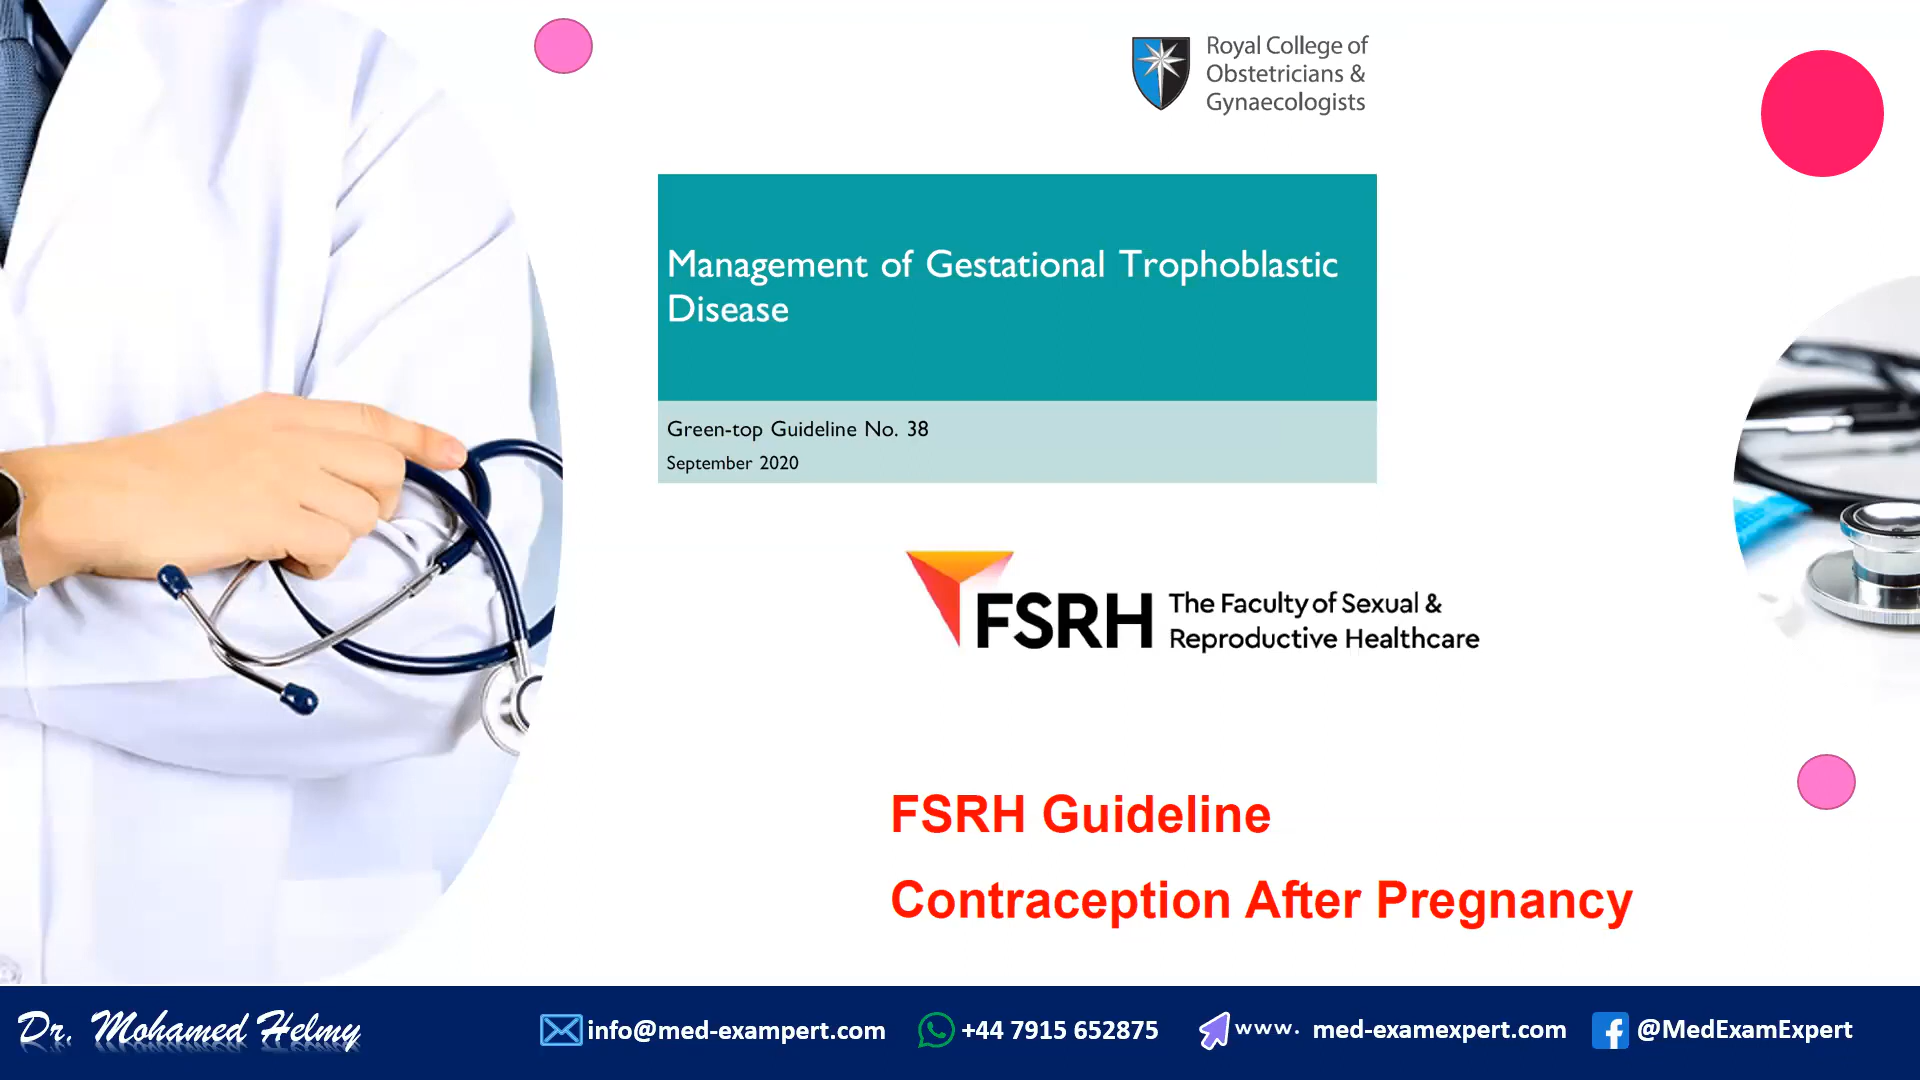 Royal College of
Obstetricians &
Gynaecologists
Management of Gestational Trophoblastic
Disease
Green-top Guideline No. 38
September 2020
FSRH The Faculty of Sexual &
Reproductive Healthcare
FSRH Guideline
Contraception After Pregnancy
Dr. Mohamed Helmy info@med-exampert.com +44 7915 652875 www. med-examexpert.com @MedExamExpert